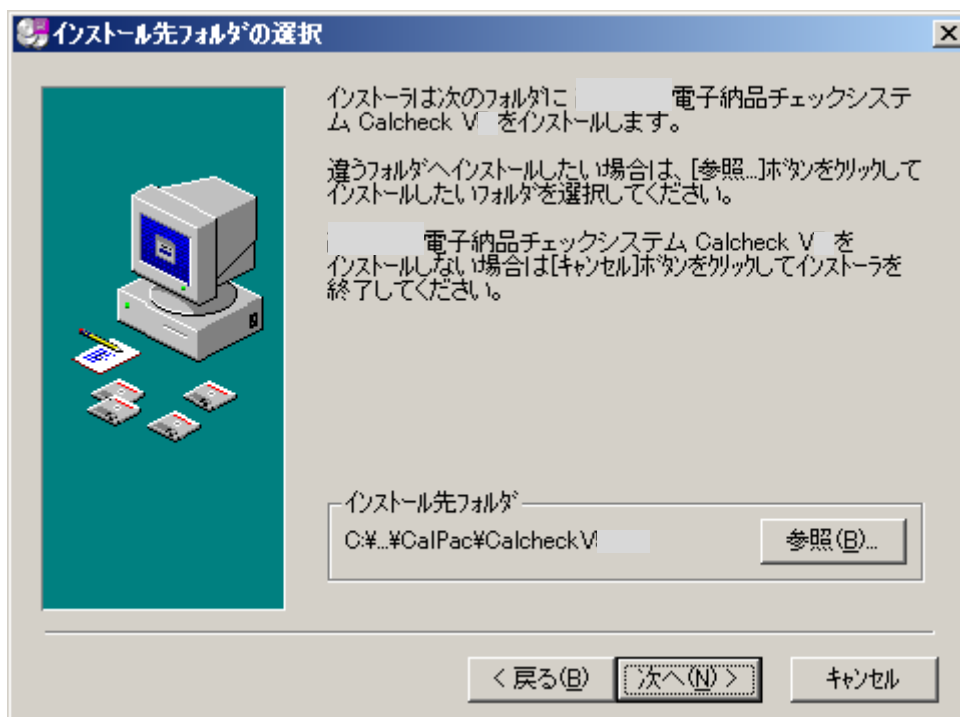 インストール先フォルダの選択
インストーラは次のフォルダに 電子納品チェックシステ
ム Calcheck V をインストールします。
違うフォルダへインストールしたい場合は、[参照...]ボタンをクリックして
インストールしたいフォルダを選択してください。
電子納品チェックシステム Calcheck V を
インストールしない場合は[キャンセル]ボタンをクリックしてインストーラを
終了してください。
インストール先フォルダ
C:¥...¥CalPac¥CalcheckV
参照(B)...
< 戻る(B)
次へ(N) >
キャンセル